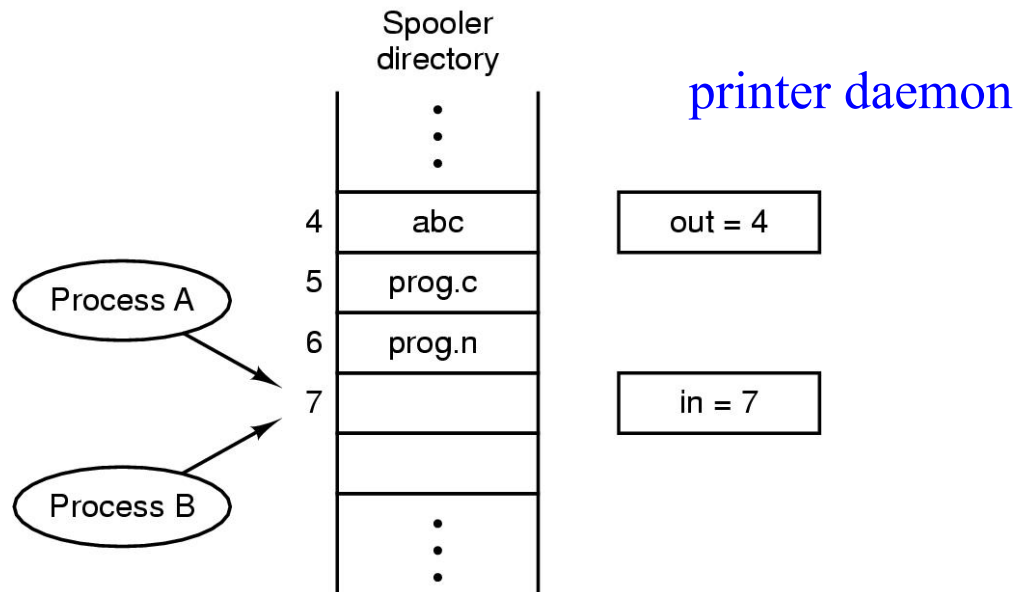 Spooler
directory
printer daemon
4 abc out = 4
Process A
5 prog.c
6 prog.n
7 in = 7
Process B